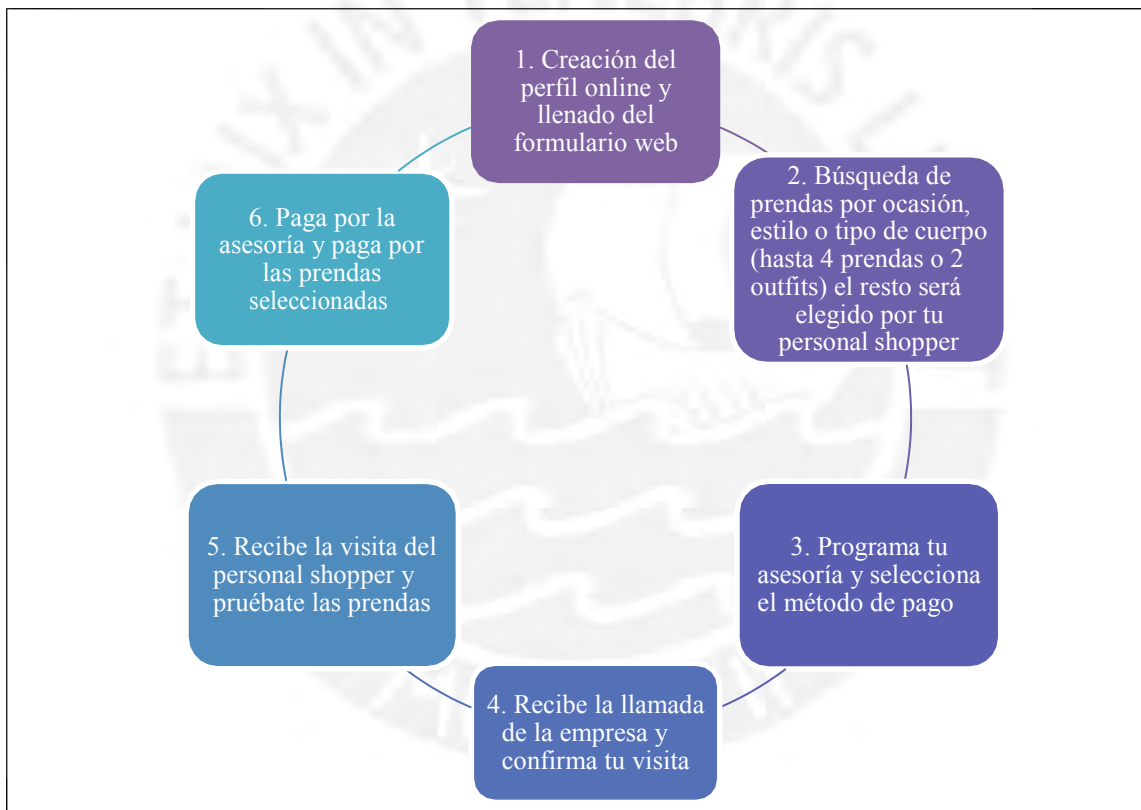 1. Creación del
perfil online y
llenado del
formulario web
2. Búsqueda de
prendas por ocasión,
estilo o tipo de cuerpo
(hasta 4 prendas o 2
outfits) el resto será
elegido por tu
personal shopper
3. Programa tu
asesoría y selecciona
el método de pago
4. Recibe la llamada
de la empresa y
confirma tu visita
5. Recibe la visita del
personal shopper y
pruébate las prendas
6. Paga por la
asesoría y paga por
las prendas
seleccionadas